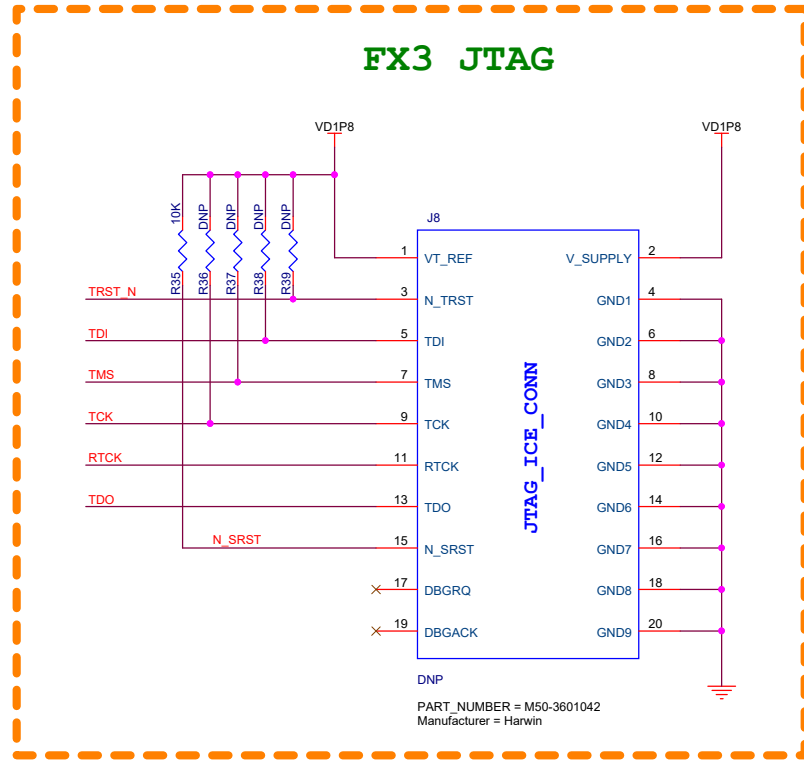 FX3 JTAG
VD1P8
VD1P8
10K
DNP
DNP
DNP
DNP
R35
R36
R37
R38
R39
J8
1 VT_REF V_SUPPLY 2
TRST_N 3 N_TRST GND1 4
TDI 5 TDI GND2 6
TMS 7 TMS GND3 8
TCK 9 TCK GND4 10
RTCK 11 RTCK GND5 12
TDO 13 TDO GND6 14
N_SRST 15 N_SRST GND7 16
17 DBGRQ GND8 18
19 DBGACK GND9 20
JTAG_ICE_CONN
DNP
PART_NUMBER = M50-3601042
Manufacturer = Harwin